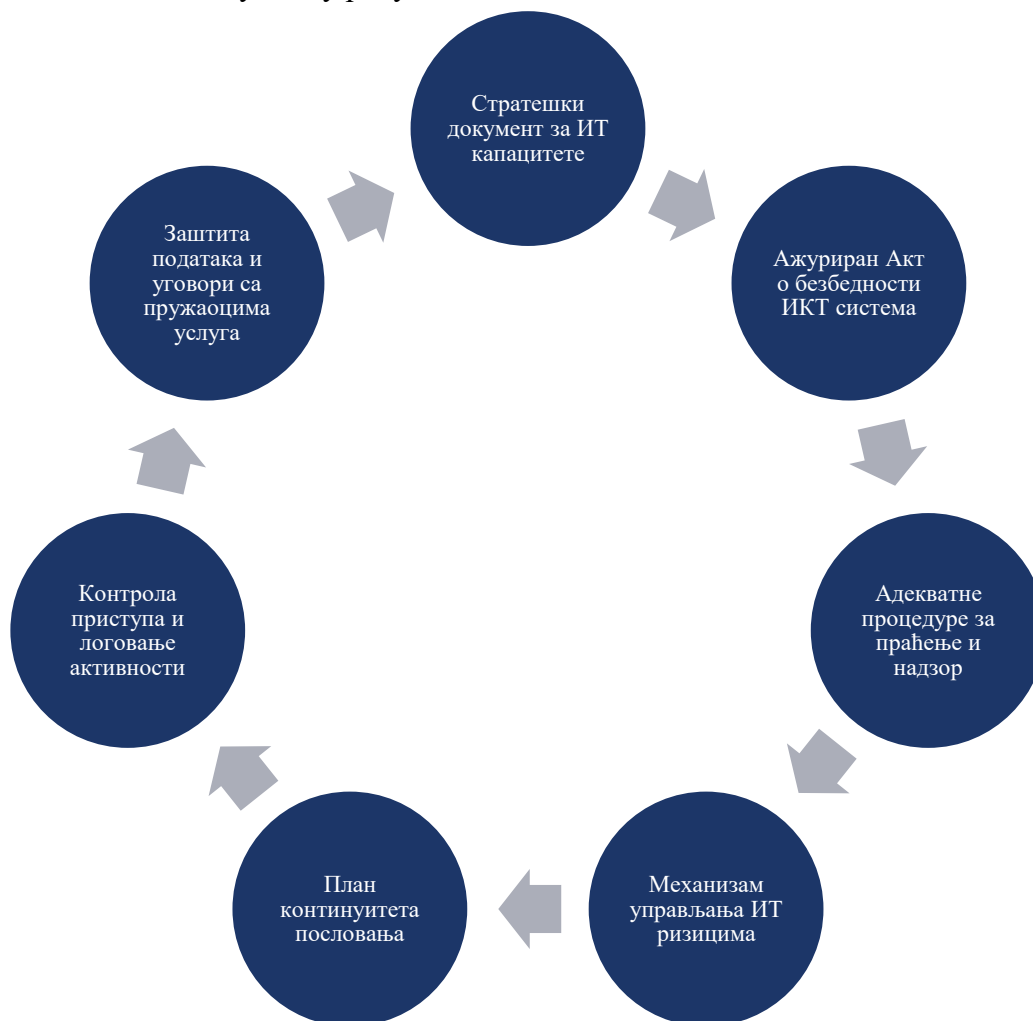 Стратешки
документ за ИТ
капацитете
Ажуриран Акт
о безбедности
ИКТ система
Адекватне
процедуре за
праћење и
надзор
Механизам
управљања ИТ
ризицима
План
континуитета
пословања
Контрола
приступа и
логовање
активности
Заштита
података и
уговори са
пружаоцима
услуга